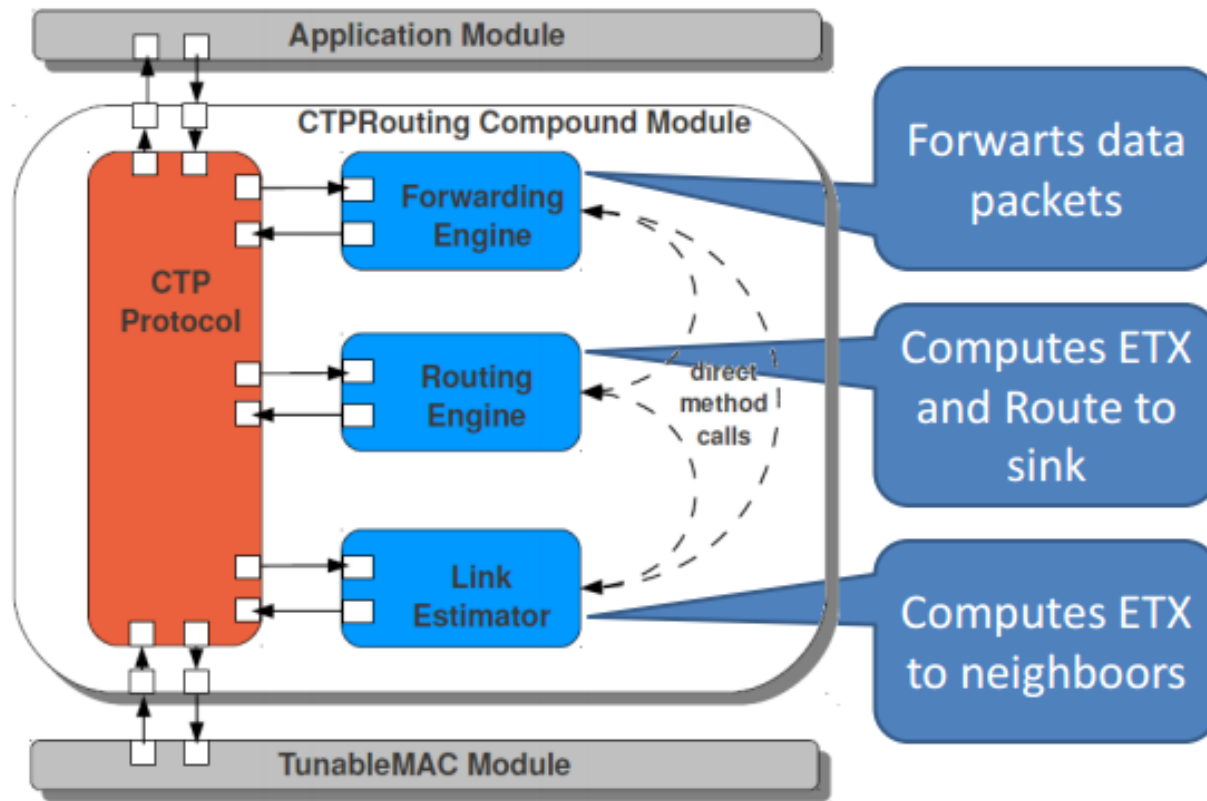 Application Module
CTPRouting Compound Module
CTP
Protocol
Forwarding
Engine
Routing
Engine
Link
Estimator
direct
method
calls
TunableMAC Module
Forwarts data
packets
Computes ETX
and Route to
sink
Computes ETX
to neighboors